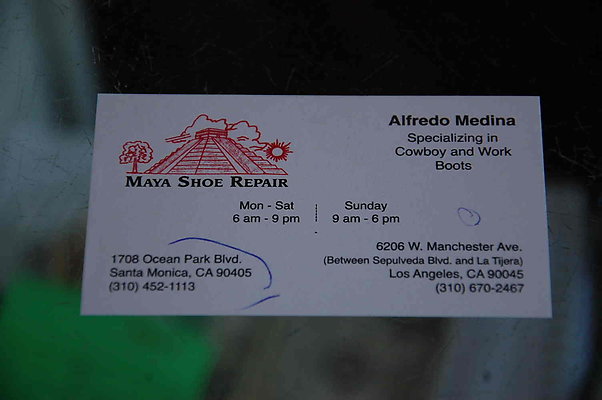 Alfredo Medina
Specializing in
Cowboy and Work
Boots
MAYA SHOE REPAIR
Mon - Sat
6 am - 9 pm
Sunday
9 am - 6 pm
1708 Ocean Park Blvd.
Santa Monica, CA 90405
(310) 452-1113
6206 W. Manchester Ave.
(Between Sepulveda Blvd. and La Tijera)
Los Angeles, CA 90045
(310) 670-2467